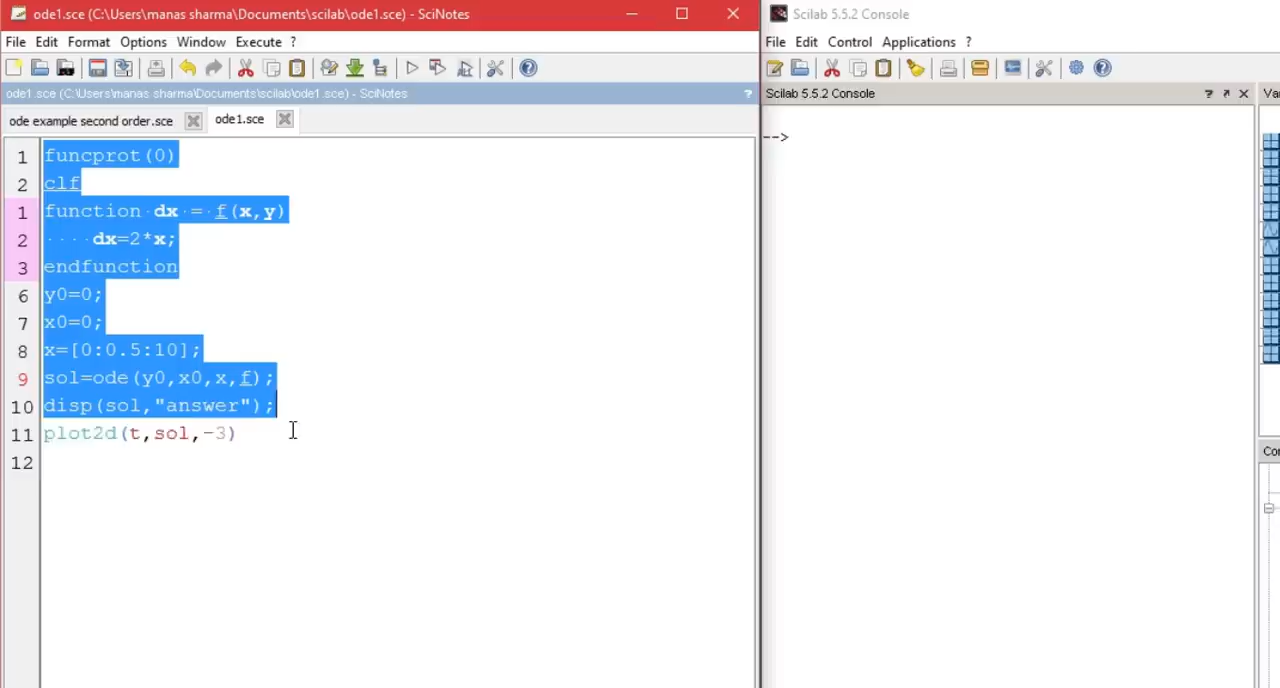 ode1.sce (C:\Users\manas sharma\Documents\scilab\ode1.sce) - SciNotes
File Edit Format Options Window Execute ?
ode1.sce (C:\Users\manas sharma\Documents\scilab\ode1.sce) - SciNotes ?
ode example second order.sce
ode1.sce
1 funcprot(0)
2 clf
1 function dx = f(x,y)
2 dx=2*x;
3 endfunction
6 y0=0;
7 x0=0;
8 x=[0:0.5:10];
9 sol=ode(y0,x0,x,f);
10 disp(sol,"answer");
11 plot2d(t,sol,-3)
12
Scilab 5.5.2 Console
File Edit Control Applications ?
Scilab 5.5.2 Console ?
-->